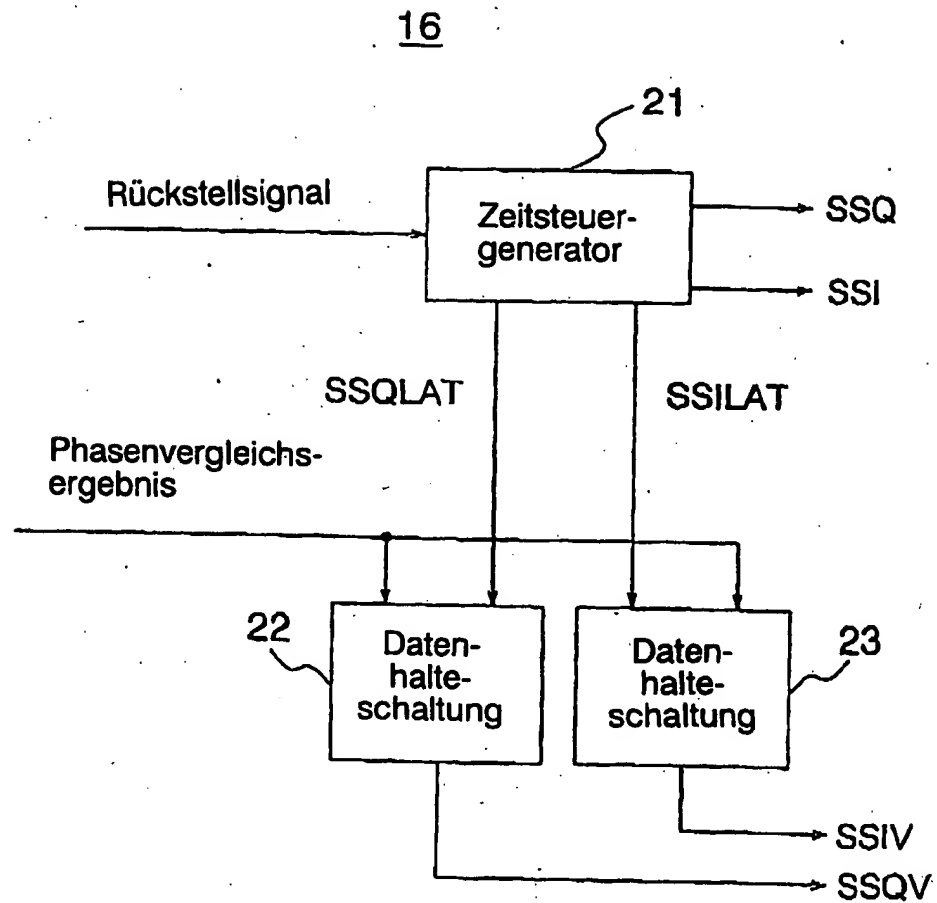 16
21
Rückstellsignal
Zeitsteuer-
generator
SSQ
SSI
SSQLAT
SSILAT
Phasenvergleichs-
ergebnis
22
Daten-
halte-
schaltung
Daten-
halte-
schaltung
23
SSIV
SSQV